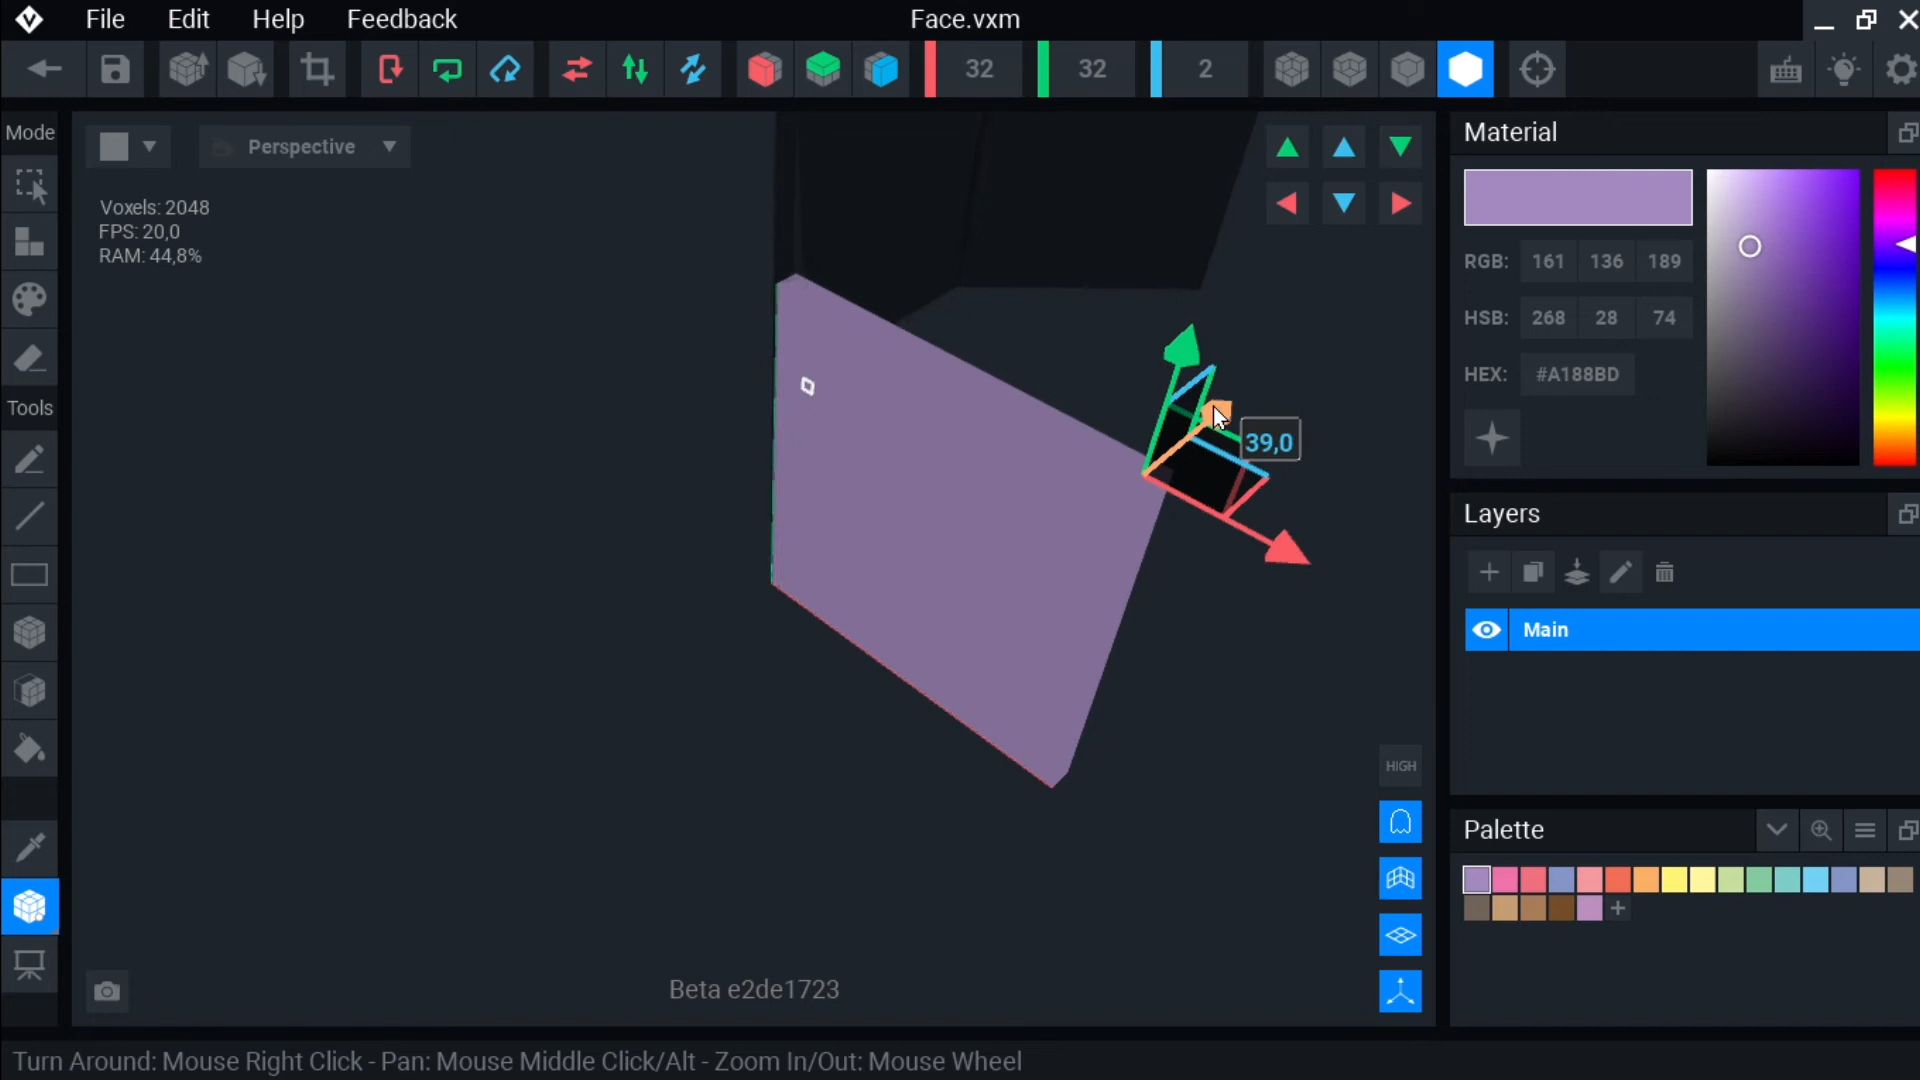 File Edit Help Feedback Face.vxm
32 32 2
Mode
Perspective
Voxels: 2048
FPS: 20,0
RAM: 44,8%
Tools
39,0
HIGH
Beta e2de1723
Material
RGB: 161 136 189
HSB: 268 28 74
HEX: #A188BD
Layers
Main
Palette
Turn Around: Mouse Right Click - Pan: Mouse Middle Click/Alt - Zoom In/Out: Mouse Wheel